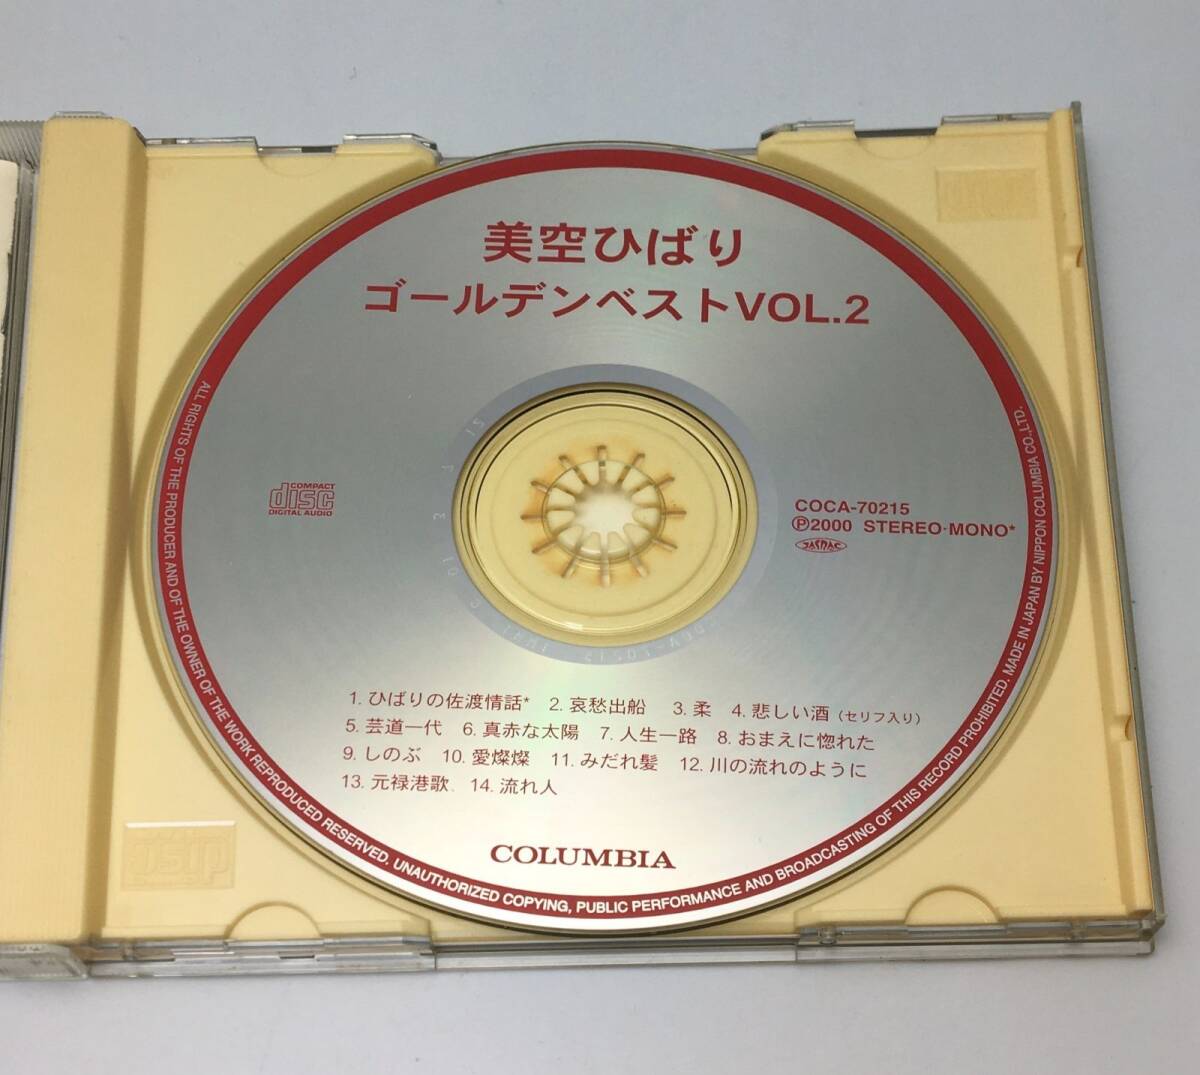 美空ひばり
ゴールデンベストVOL.2
COMPACT
disc
DIGITAL AUDIO
COCA-70215
Ⓟ2000 STEREO·MONO*
JASRAC
1. ひばりの佐渡情話* 2. 哀愁出船 3. 柔 4. 悲しい酒（セリフ入り）
5. 芸道一代 6. 真赤な太陽 7. 人生一路 8. おまえに惚れた
9. しのぶ 10. 愛燦燦 11. みだれ髪 12. 川の流れのように
13. 元禄港歌 14. 流れ人
COLUMBIA
ALL RIGHTS OF THE PRODUCER AND OF THE OWNER OF THE WORK REPRODUCED RESERVED. UNAUTHORIZED COPYING, PUBLIC PERFORMANCE AND BROADCASTING OF THIS RECORD PROHIBITED. MADE IN JAPAN BY NIPPON COLUMBIA CO.,LTD.